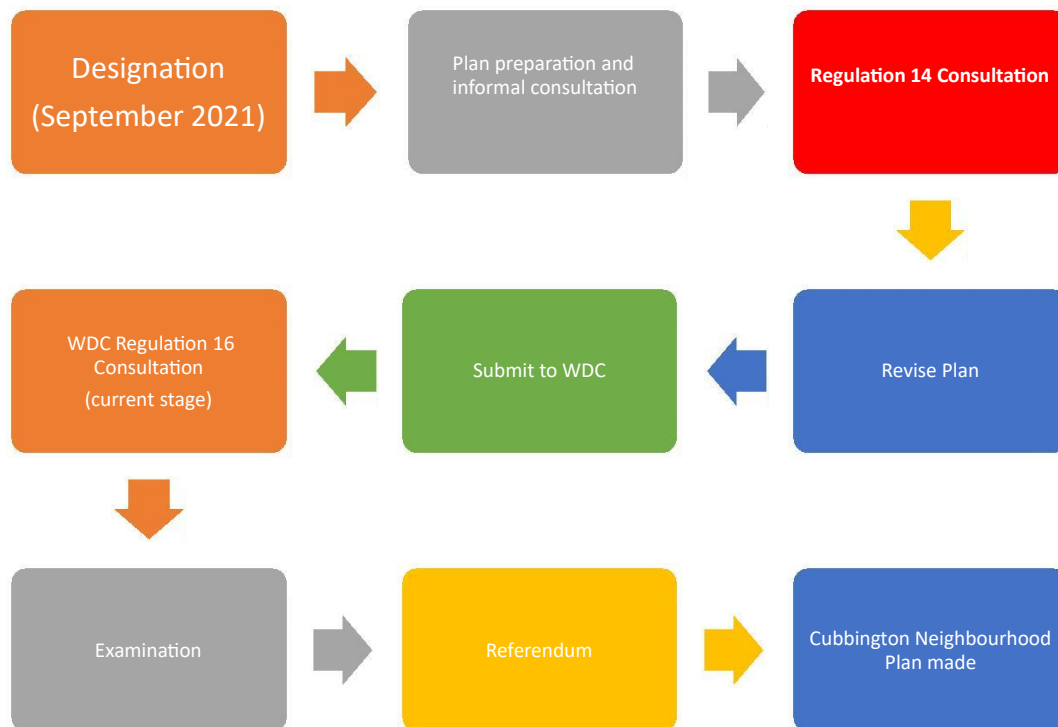 Designation
(September 2021)
Plan preparation and
informal consultation
Regulation 14 Consultation
Revise Plan
Submit to WDC
WDC Regulation 16
Consultation
(current stage)
Examination
Referendum
Cubbington Neighbourhood
Plan made